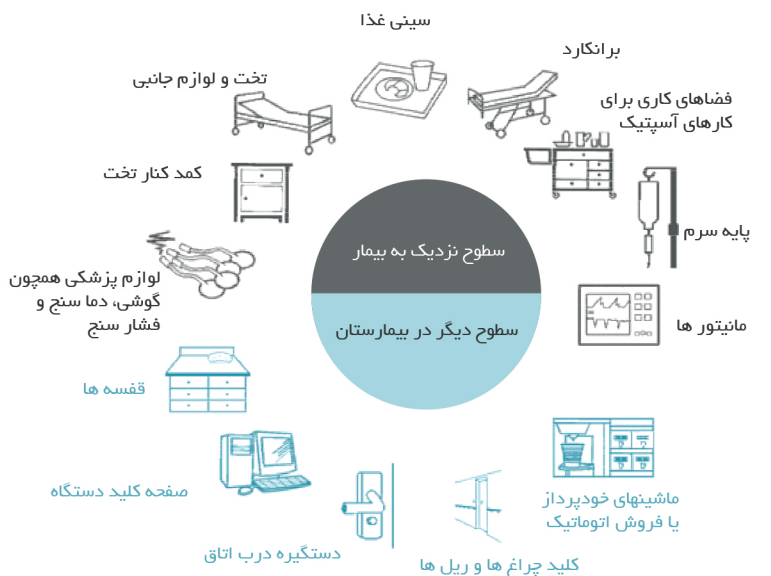 سینی غذا
برانکارد
تخت و لوازم جانبی
فضاهای کاری برای
کارهای آسپتیک
کمد کنار تخت
پایه سرم
سطوح نزدیک به بیمار
لوازم پزشکی همچون
گوشی، دما سنج و
فشار سنج
مانیتور ها
سطوح دیگر در بیمارستان
قفسه ها
صفحه کلید دستگاه
ماشینهای خودپرداز
یا فروش اتوماتیک
دستگیره درب اتاق
کلید چراغ ها و ریل ها